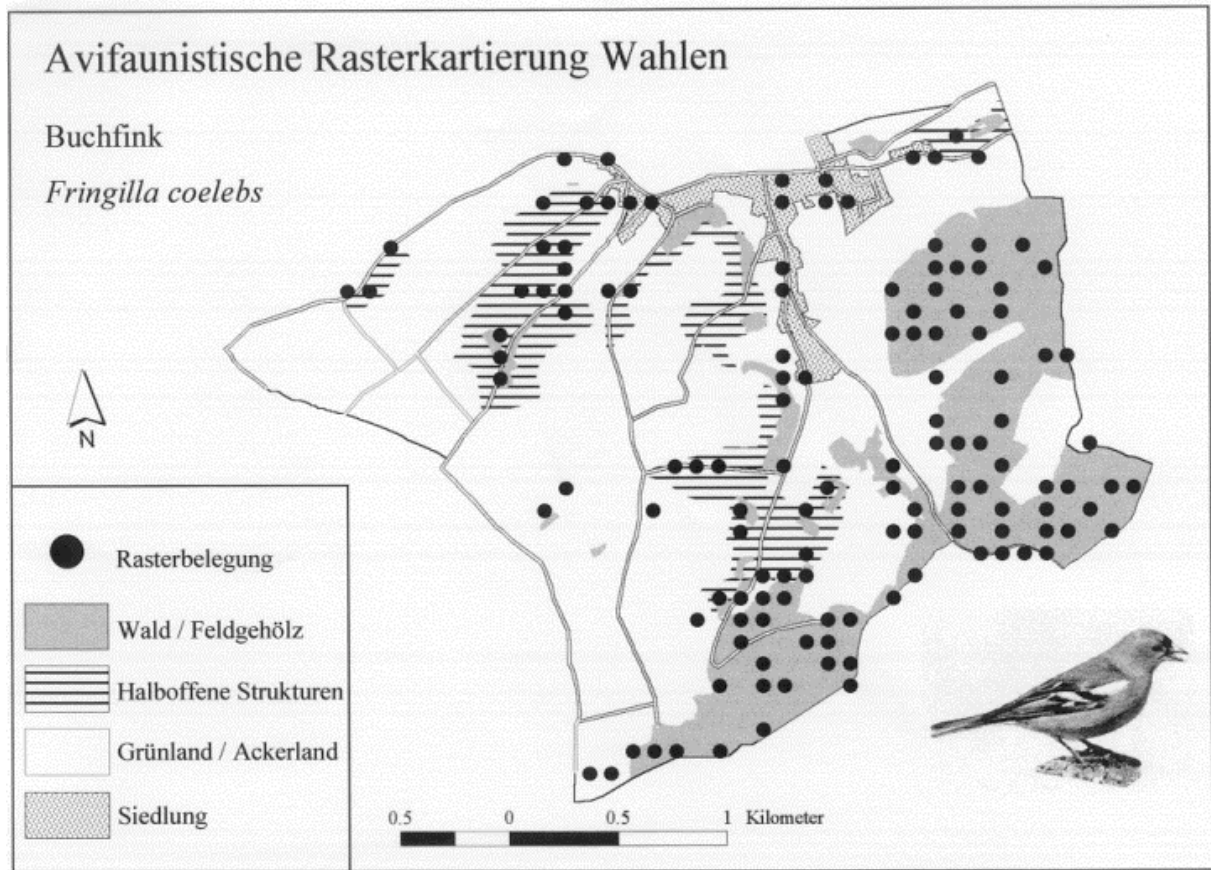 Avifaunistische Rasterkartierung Wahlen
Buchfink
Fringilla coelebs
N
Rasterbelegung
Wald / Feldgehölz
Halboffene Strukturen
Grünland / Ackerland
Siedlung
0.5 0 0.5 1 Kilometer